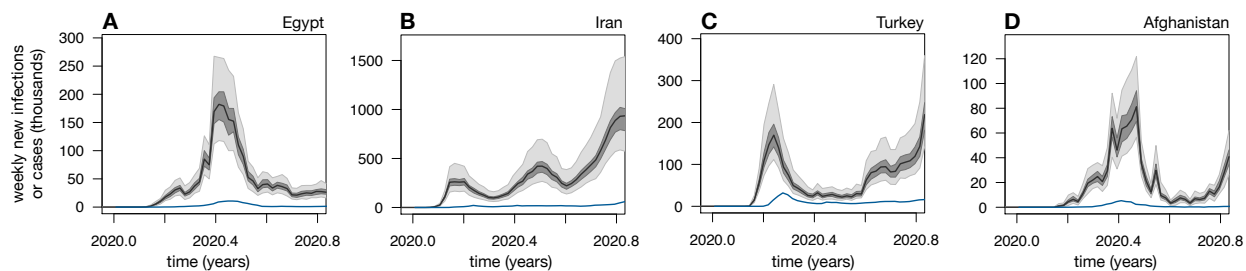 A Egypt
B Iran
C Turkey
D Afghanistan
weekly new infections
or cases (thousands)
300
250
200
150
100
50
0
1500
1000
500
0
400
300
200
100
0
120
100
80
60
40
20
0
2020.0 2020.4 2020.8
2020.0 2020.4 2020.8
2020.0 2020.4 2020.8
2020.0 2020.4 2020.8
time (years)
time (years)
time (years)
time (years)